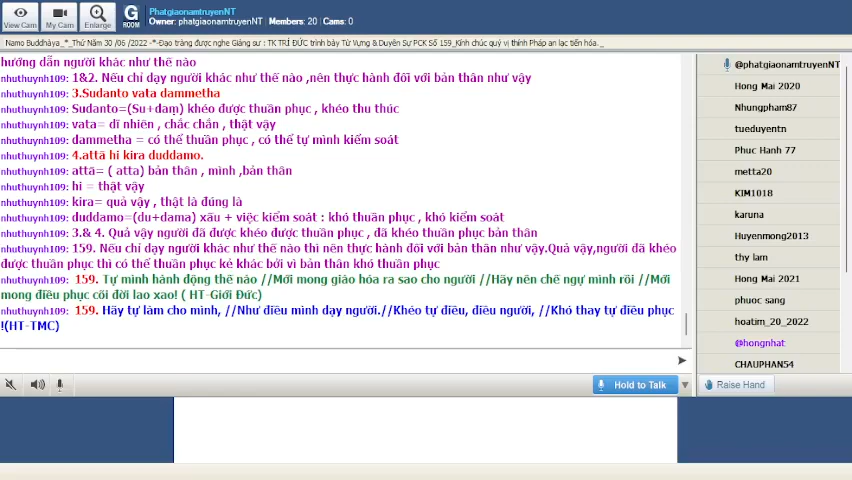 PhatgiaonamtruyenNT
Owner: phatgiaonamtruyenNT | Members: 20 | Cams: 0
View Cam
My Cam
Enlarge
G ROOM
Namo Buddhàya_*_Thứ Năm 30 /06 /2022 -*-Đạo tràng được nghe Giảng sư : TK TRÍ ĐỨC trình bày Từ Vựng &Duyên Sự PCK Số 159_Kính chúc quý vị thính Pháp an lạc tiến hóa._
hướng dẫn người khác như thế nào
nhuthuynh109: 1&2. Nếu chỉ dạy người khác như thế nào ,nên thực hành đối với bản thân như vậy
nhuthuynh109: 3.Sudanto vata dammetha
nhuthuynh109: Sudanto=(Su+daṃ) khéo được thuần phục , khéo thu thúc
nhuthuynh109: vata= dĩ nhiên , chắc chắn , thật vậy
nhuthuynh109: dammetha = có thể thuần phục , có thể tự mình kiểm soát
nhuthuynh109: 4.attā hi kira duddamo.
nhuthuynh109: attā= ( atta) bản thân , mình ,bản thân
nhuthuynh109: hi = thật vậy
nhuthuynh109: kira= quả vậy , thật là đúng là
nhuthuynh109: duddamo=(du+dama) xấu + việc kiểm soát : khó thuần phục , khó kiểm soát
nhuthuynh109: 3.& 4. Quả vậy người đã được khéo được thuần phục , đã khéo thuần phục bản thân
nhuthuynh109: 159. Nếu chỉ dạy người khác như thế nào thì nên thực hành đối với bản thân như vậy.Quả vậy,người đã khéo
được thuần phục thì có thể thuần phục kẻ khác bởi vì bản thân khó thuần phục
nhuthuynh109: 159. Tự mình hành động thế nào //Mới mong giáo hóa ra sao cho người //Hãy nên chế ngự mình rồi //Mới
mong điều phục cõi đời lao xao! ( HT-Giới Đức)
nhuthuynh109: 159. Hãy tự làm cho mình, //Như điều mình dạy người.//Khéo tự điều, điều người, //Khó thay tự điều phục
!(HT-TMC)
Hold to Talk
@phatgiaonamtruyenNT
Hong Mai 2020
Nhungpham87
tueduyentn
Phuc Hanh 77
metta20
KIM1018
karuna
Huyenmong2013
thy lam
Hong Mai 2021
phuoc sang
hoatim_20_2022
@hongnhat
CHAUPHAN54
Raise Hand